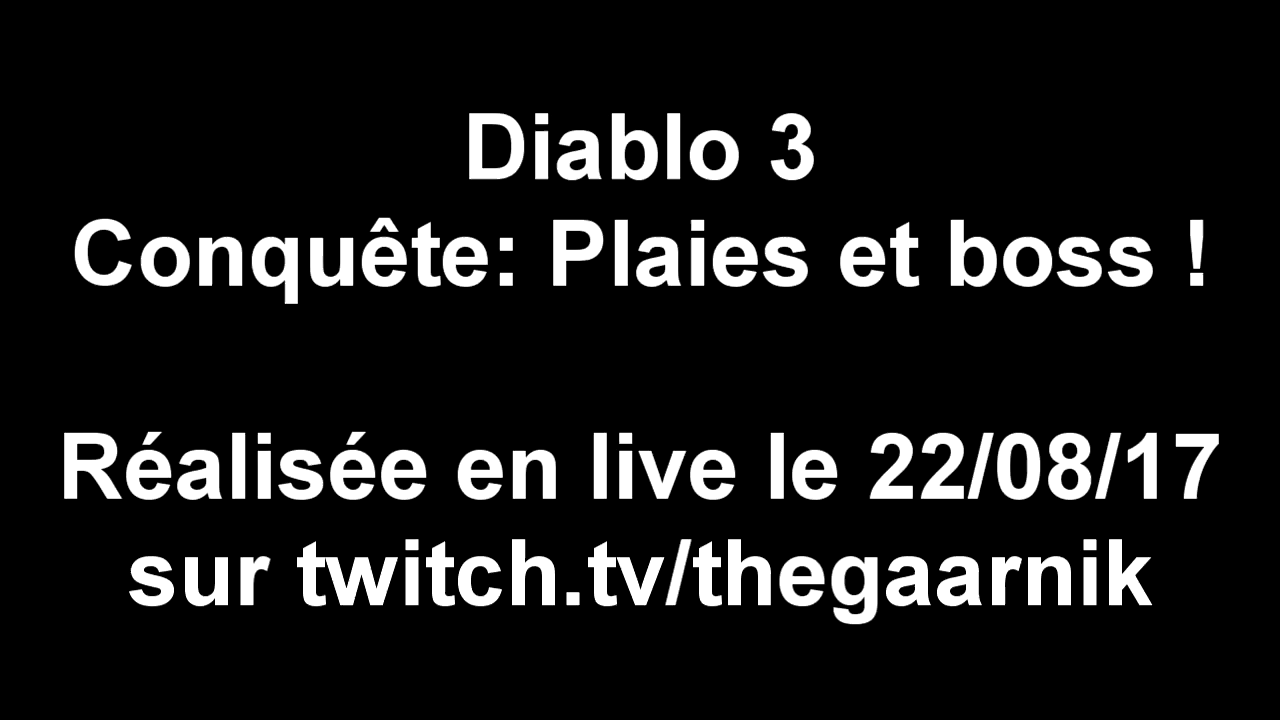 Diablo 3
Conquête: Plaies et boss !
Réalisée en live le 22/08/17
sur twitch.tv/thegaarnik